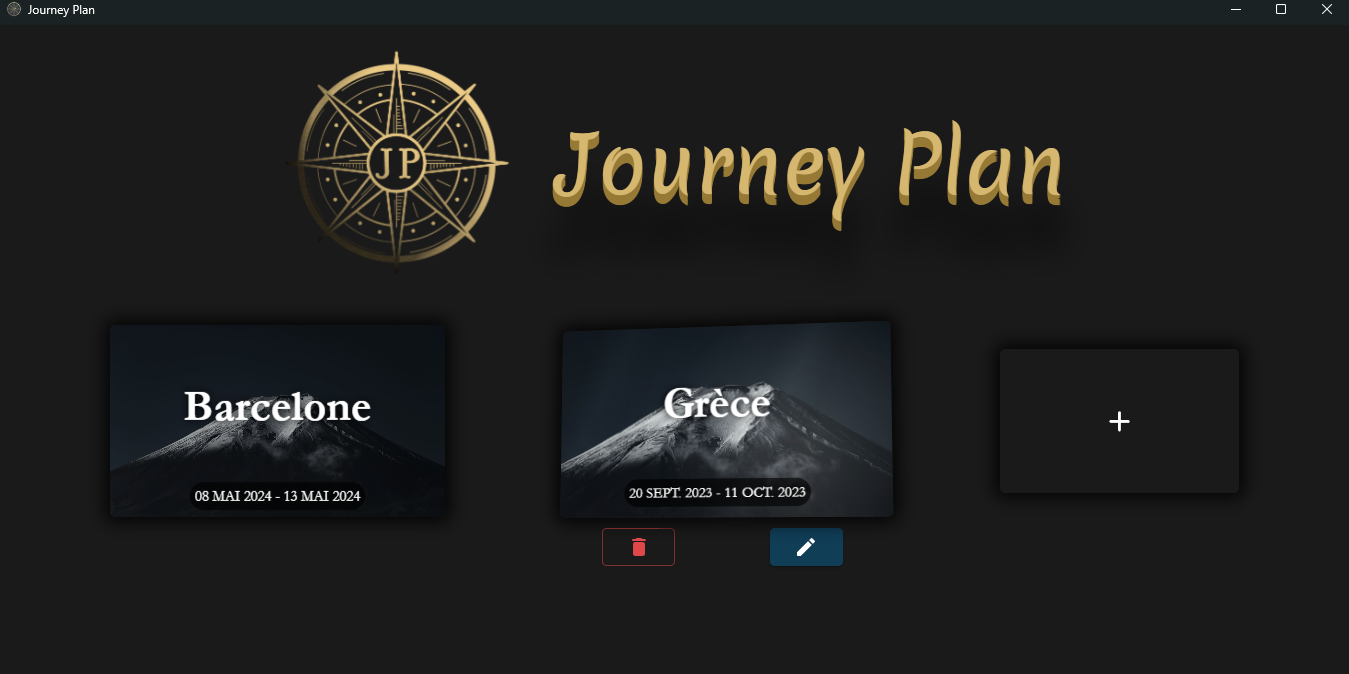 Journey Plan
JP
Journey Plan
Barcelone
08 MAI 2024 - 13 MAI 2024
Grèce
20 SEPT. 2023 - 11 OCT. 2023